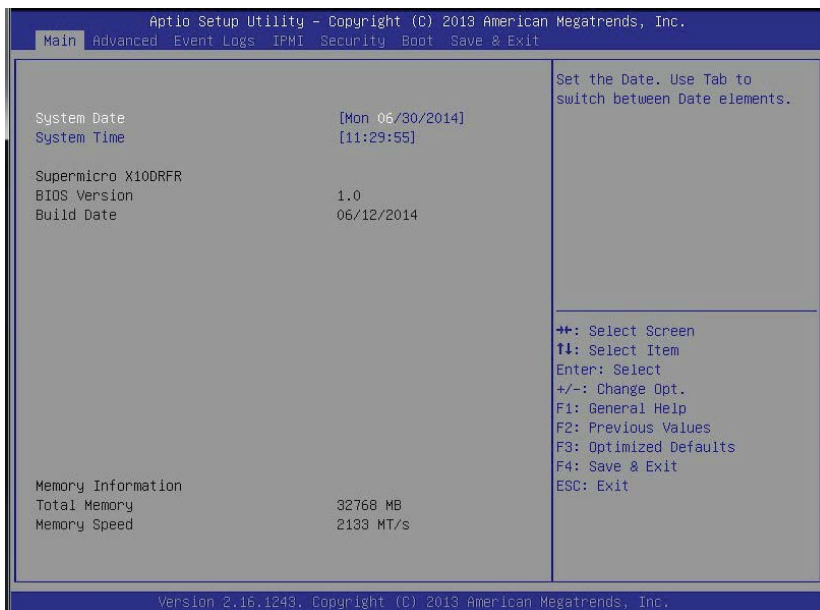 Aptio Setup Utility – Copyright (C) 2013 American Megatrends, Inc.
Main Advanced Event Logs IPMI Security Boot Save & Exit
Set the Date. Use Tab to
switch between Date elements.
System Date [Mon 06/30/2014]
System Time [11:29:55]
Supermicro X10DRFR
BIOS Version 1.0
Build Date 06/12/2014
→←: Select Screen
↑↓: Select Item
Enter: Select
+/-: Change Opt.
F1: General Help
F2: Previous Values
F3: Optimized Defaults
F4: Save & Exit
ESC: Exit
Memory Information
Total Memory 32768 MB
Memory Speed 2133 MT/s
Version 2.16.1243. Copyright (C) 2013 American Megatrends, Inc.